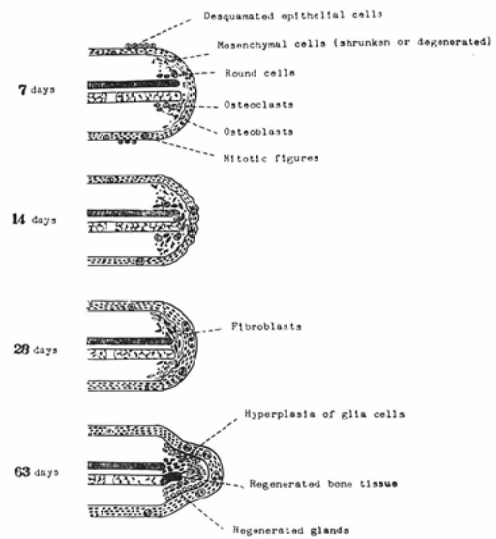 Desquamated epithelial cells
Mesenchymal cells (shrunken or degenerated)
Round cells
7 days
Osteoclasts
Osteoblasts
Mitotic figures
14 days
Fibroblasts
28 days
Hyperplesia of glia cells
63 days
Regenerated bone tissue
Regenerated glands